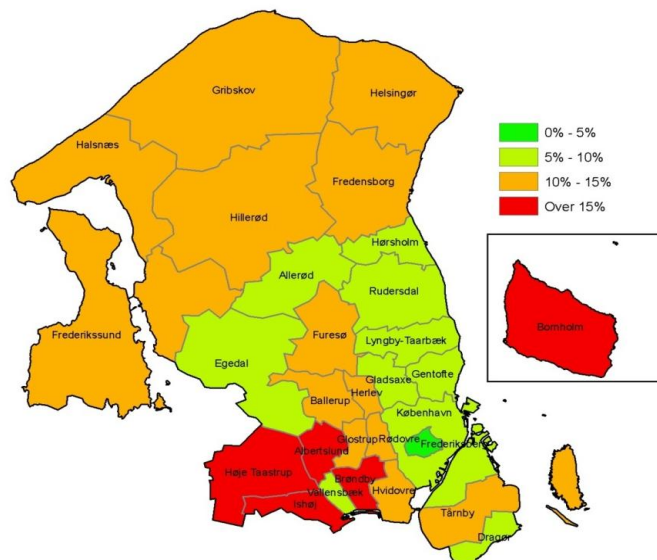 Gribskov
Helsingør
Halsnæs
Fredensborg
Hillerød
Hørsholm
Allerød
Rudersdal
Frederikssund
Furesø
Lyngby-Taarbæk
Egedal
Gladsaxe
Gentofte
Ballerup
Herlev
København
Glostrup
Rødovre
Frederiksberg
Albertslund
Høje Taastrup
Brøndby
Vallensbæk
Hvidovre
Ishøj
Tårnby
Dragør
0% - 5%
5% - 10%
10% - 15%
Over 15%
Bornholm